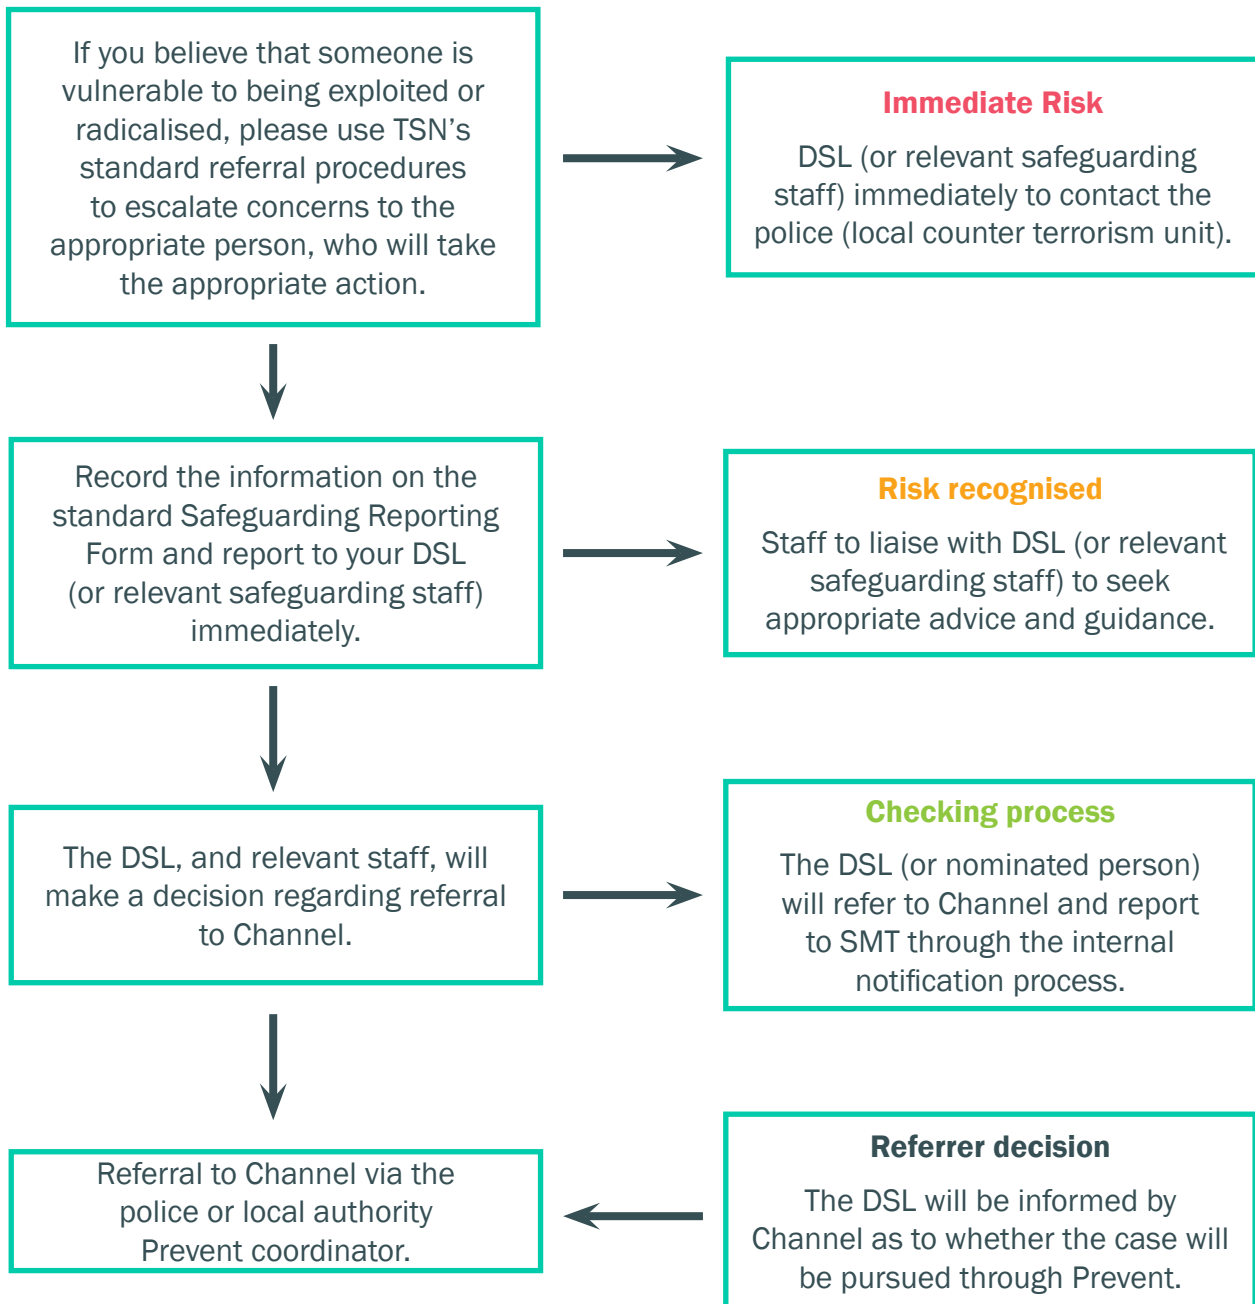 If you believe that someone is
vulnerable to being exploited or
radicalised, please use TSN’s
standard referral procedures
to escalate concerns to the
appropriate person, who will take
the appropriate action.
Immediate Risk
DSL (or relevant safeguarding
staff) immediately to contact the
police (local counter terrorism unit).
Record the information on the
standard Safeguarding Reporting
Form and report to your DSL
(or relevant safeguarding staff)
immediately.
Risk recognised
Staff to liaise with DSL (or relevant
safeguarding staff) to seek
appropriate advice and guidance.
The DSL, and relevant staff, will
make a decision regarding referral
to Channel.
Checking process
The DSL (or nominated person)
will refer to Channel and report
to SMT through the internal
notification process.
Referral to Channel via the
police or local authority
Prevent coordinator.
Referrer decision
The DSL will be informed by
Channel as to whether the case will
be pursued through Prevent.